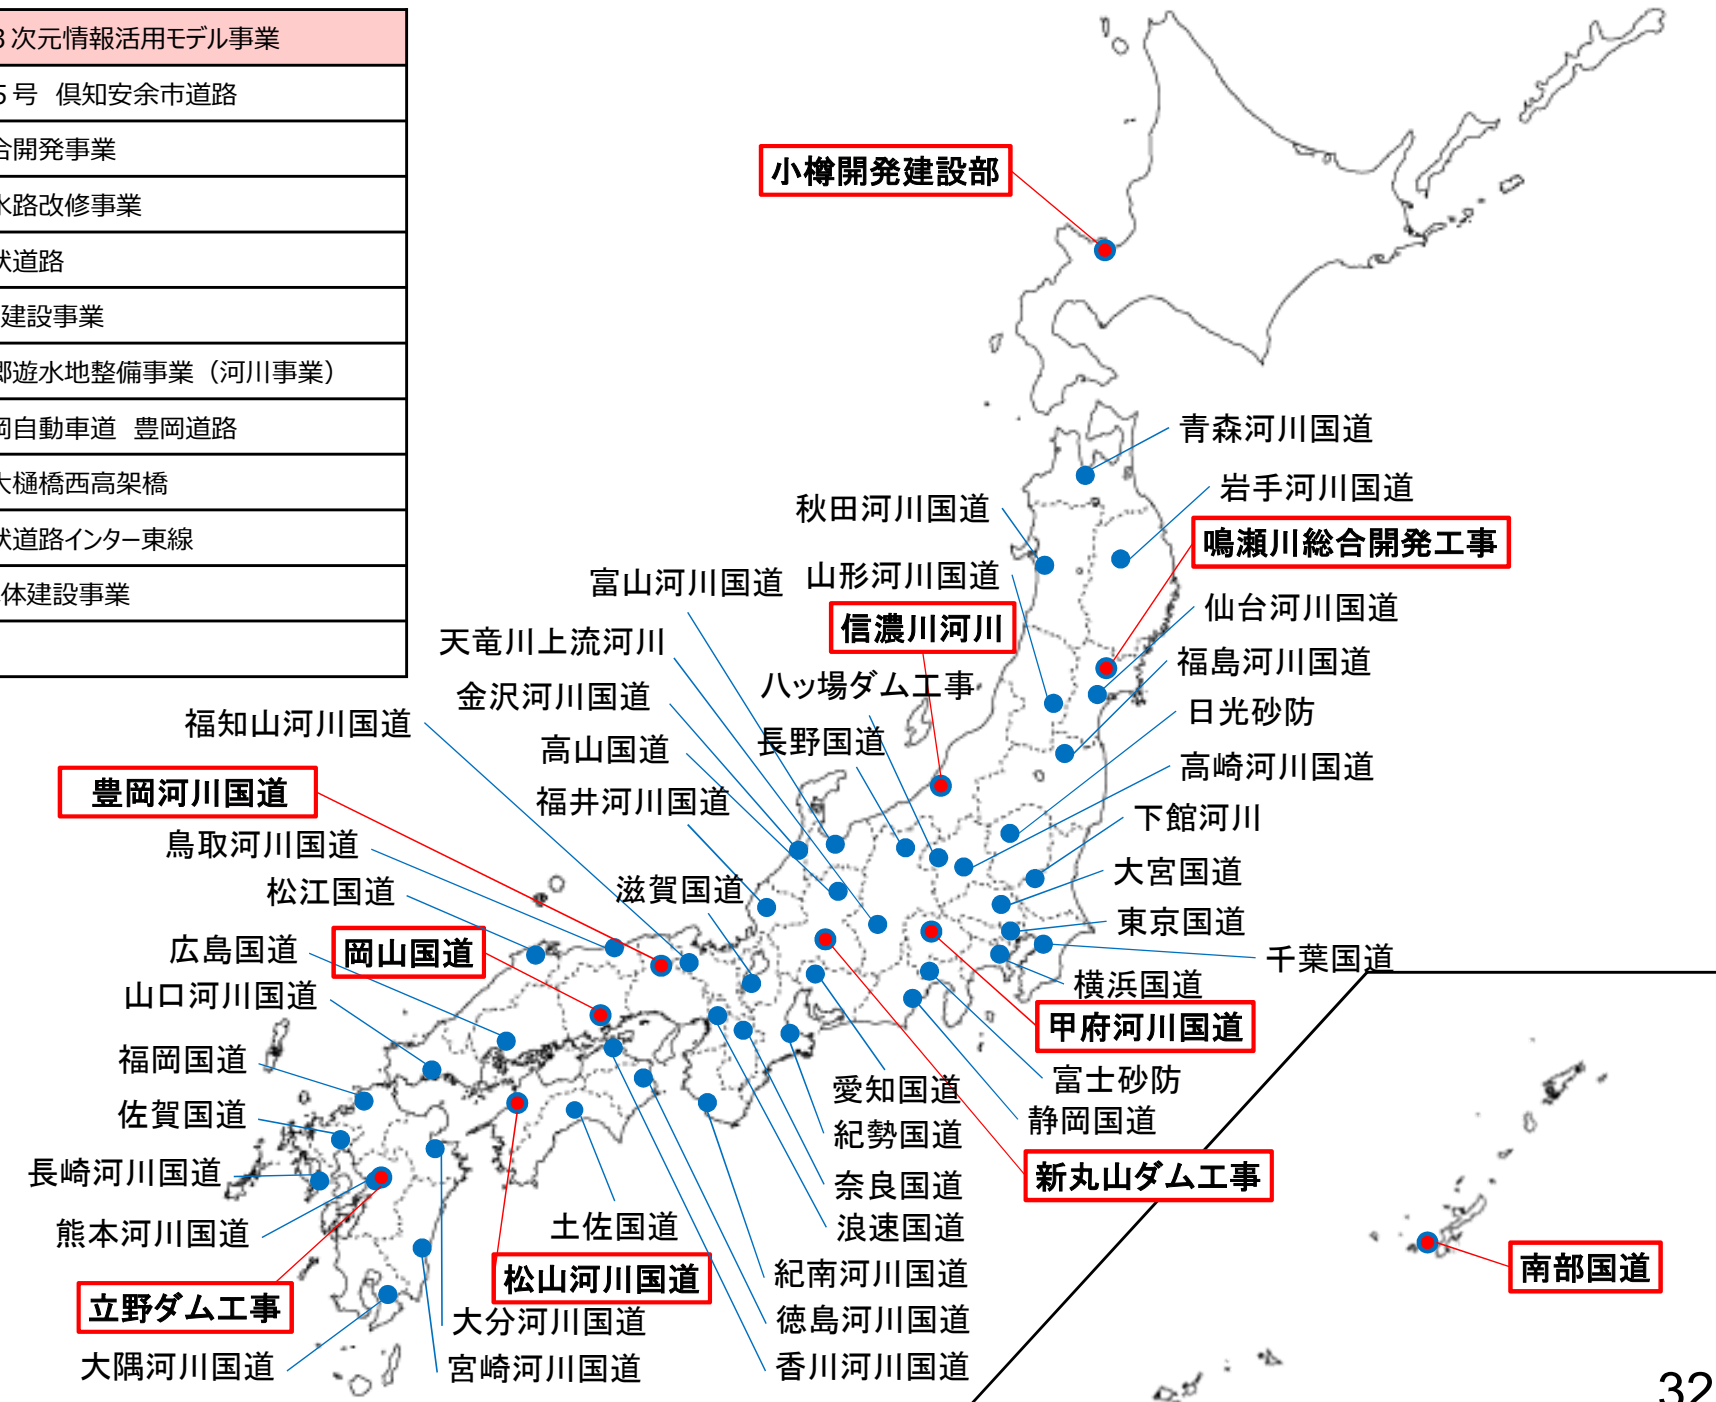 ３次元情報活用モデル事業
５号 倶知安余市道路
合開発事業
水路改修事業
状道路
建設事業
郷遊水地整備事業（河川事業）
岡自動車道 豊岡道路
大樋橋西高架橋
状道路インター東線
体建設事業
小樽開発建設部
青森河川国道
岩手河川国道
秋田河川国道
鳴瀬川総合開発工事
富山河川国道
山形河川国道
仙台河川国道
信濃川河川
天竜川上流河川
福島河川国道
八ッ場ダム工事
金沢河川国道
日光砂防
福知山河川国道
長野国道
高山国道
高崎河川国道
豊岡河川国道
福井河川国道
下館河川
鳥取河川国道
大宮国道
松江国道
滋賀国道
東京国道
広島国道
岡山国道
千葉国道
横浜国道
山口河川国道
甲府河川国道
福岡国道
富士砂防
愛知国道
佐賀国道
静岡国道
紀勢国道
長崎河川国道
新丸山ダム工事
奈良国道
熊本河川国道
土佐国道
浪速国道
南部国道
松山河川国道
紀南河川国道
立野ダム工事
大分河川国道
徳島河川国道
大隅河川国道
宮崎河川国道
香川河川国道
32